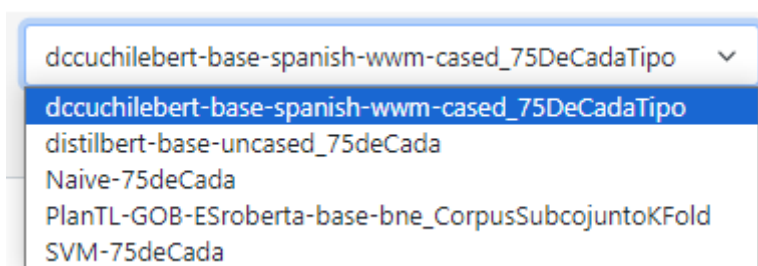 dccuchilebert-base-spanish-wwm-cased_75DeCadaTipo
dccuchilebert-base-spanish-wwm-cased_75DeCadaTipo
distilbert-base-uncased_75deCada
Naive-75deCada
PlanTL-GOB-ESroberta-base-bne_CorpusSubcojuntoKFold
SVM-75deCada